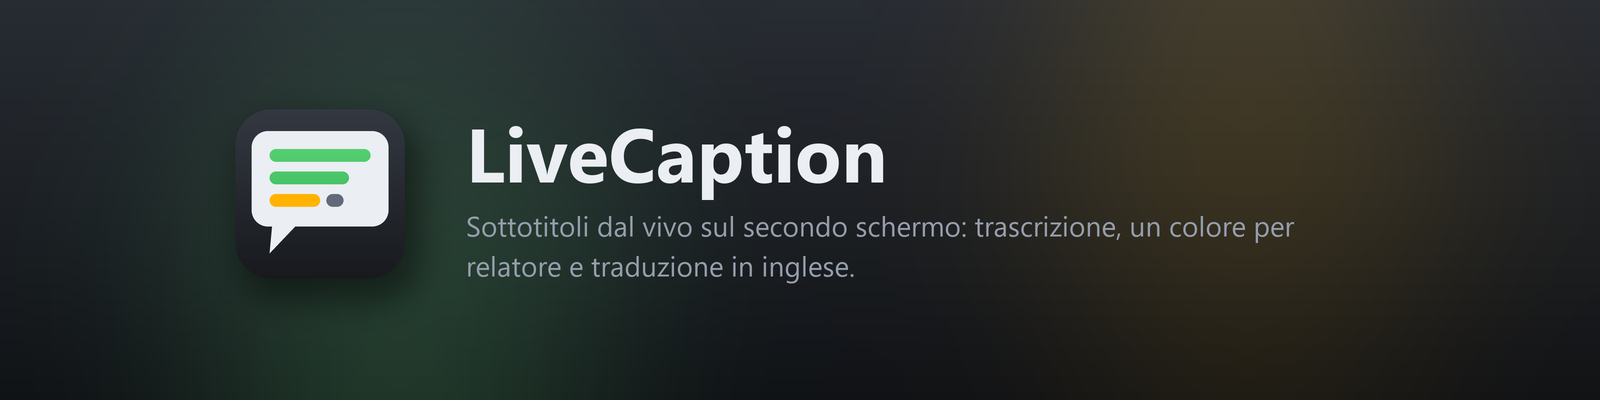 LiveCaption
Sottotitoli dal vivo sul secondo schermo: trascrizione, un colore per
relatore e traduzione in inglese.